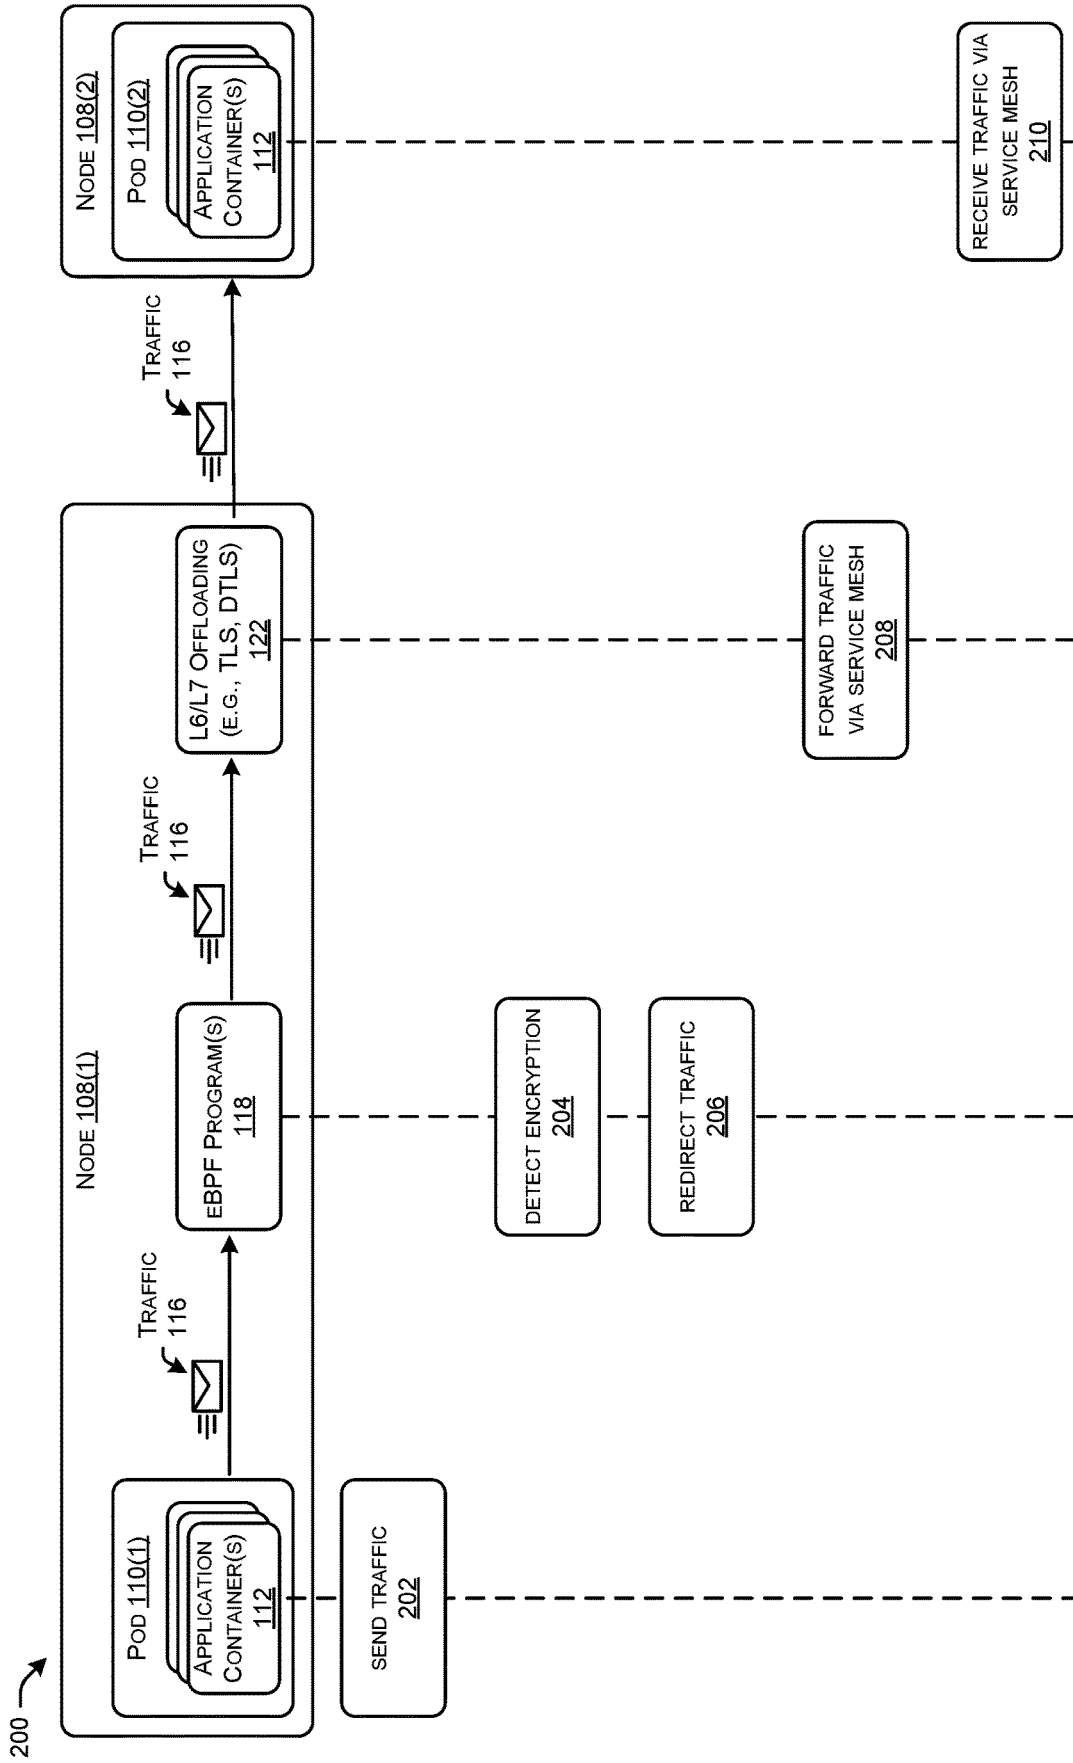 200
NODE 108(1)
POD 110(1)
APPLICATION
CONTAINER(S)
112
TRAFFIC
116
EBPF PROGRAM(S)
118
TRAFFIC
116
L6/L7 OFFLOADING
(E.G., TLS, DTLS)
122
TRAFFIC
116
NODE 108(2)
POD 110(2)
APPLICATION
CONTAINER(S)
112
SEND TRAFFIC
202
DETECT ENCRYPTION
204
REDIRECT TRAFFIC
206
FORWARD TRAFFIC
VIA SERVICE MESH
208
RECEIVE TRAFFIC VIA
SERVICE MESH
210